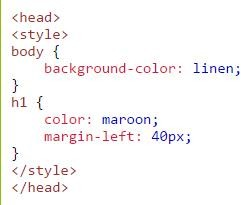 <head>
<style>
body {
    background-color: linen;
}
h1 {
    color: maroon;
    margin-left: 40px;
}
</style>
</head>